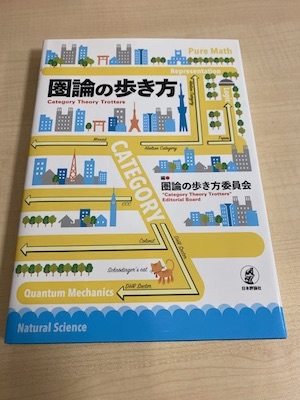 Pure Math
Representation
圏論の歩き方
Category Theory Trotters
Abelian Category
CATEGORY
編●
圏論の歩き方委員会
"Category Theory Trotters"
Editorial Board
Schrodinger's cat
Quantum Mechanics
Natural Science
日本評論社